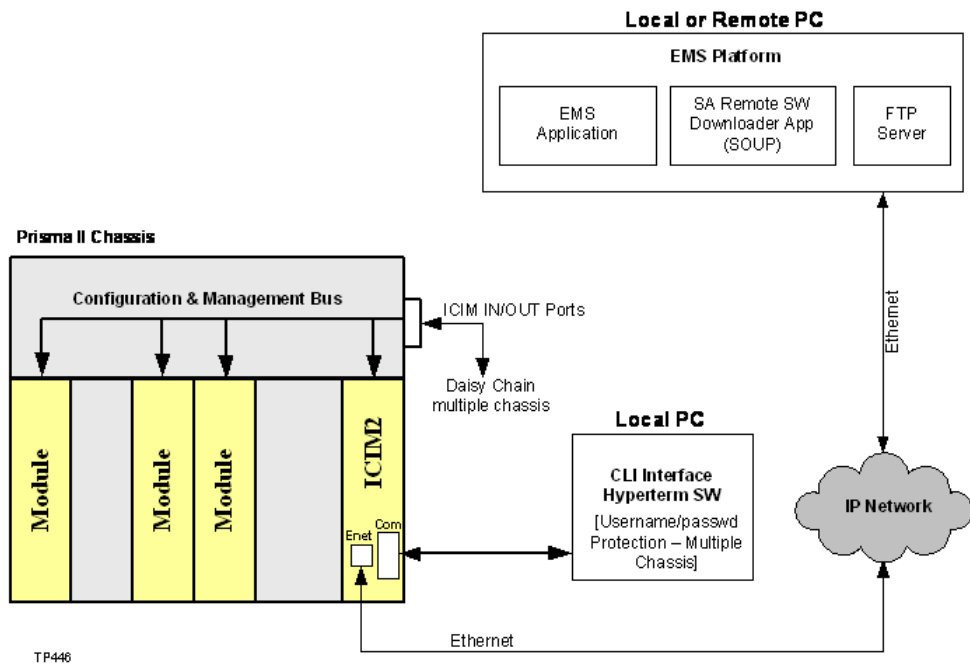 Local or Remote PC
EMS Platform
EMS
Application
SA Remote SW
Downloader App
(SOUP)
FTP
Server
Prisma II Chassis
Configuration & Management Bus
ICIM IN/OUT Ports
Daisy Chain
multiple chassis
Ethernet
Module
Module
Module
ICIM2
Enet
Com
Local PC
CLI Interface
Hyperterm SW
[Username/passwd
Protection – Multiple
Chassis]
IP Network
Ethernet
TP446